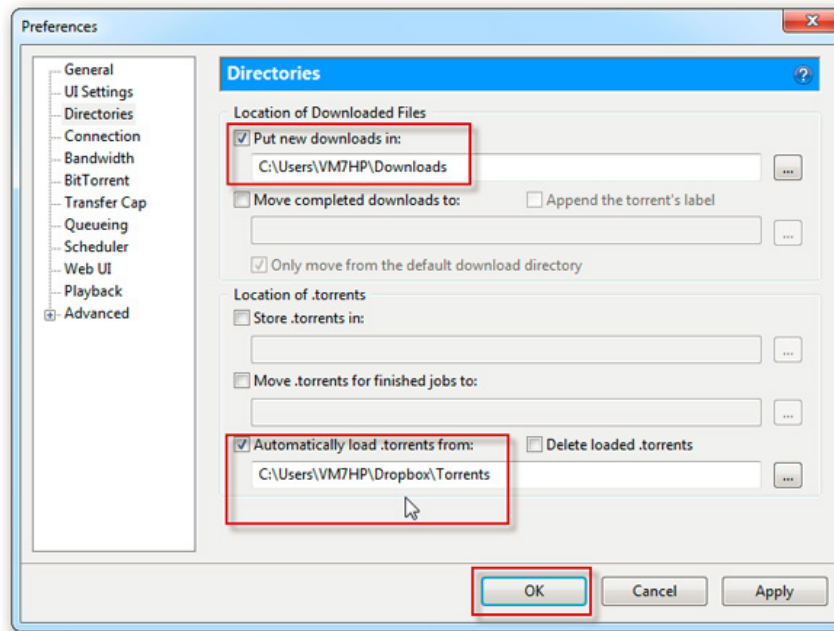 Preferences
General
UI Settings
Directories
Connection
Bandwidth
BitTorrent
Transfer Cap
Queueing
Scheduler
Web UI
Playback
Advanced
Directories
Location of Downloaded Files
Put new downloads in:
C:\Users\VM7HP\Downloads
...
Move completed downloads to:
Append the torrent's label
...
Only move from the default download directory
Location of .torrents
Store .torrents in:
...
Move .torrents for finished jobs to:
...
Automatically load .torrents from:
Delete loaded .torrents
C:\Users\VM7HP\Dropbox\Torrents
...
OK
Cancel
Apply